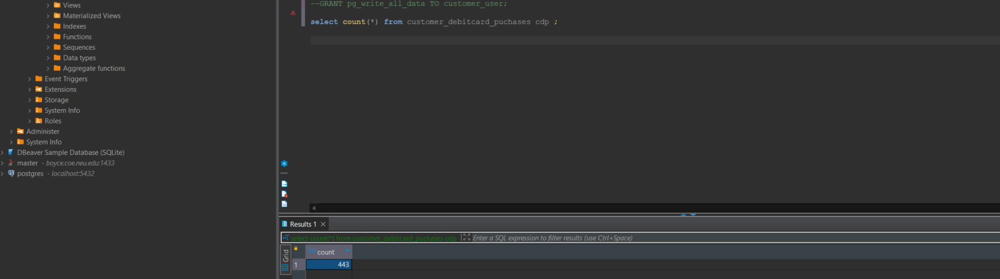 Views
Materialized Views
Indexes
Functions
Sequences
Data types
Aggregate functions
Event Triggers
Extensions
Storage
System Info
Roles
Administer
System Info
DBeaver Sample Database (SQLite)
master - boyce.coe.neu.edu:1433
postgres - localhost:5432
--GRANT pg_write_all_data TO customer_user;
select count(*) from customer_debitcard_puchases cdp ;
Results 1
select count(*) from customer_debitcard_puchases cdp Enter a SQL expression to filter results (use Ctrl+Space)
Grid
123 count
1 443